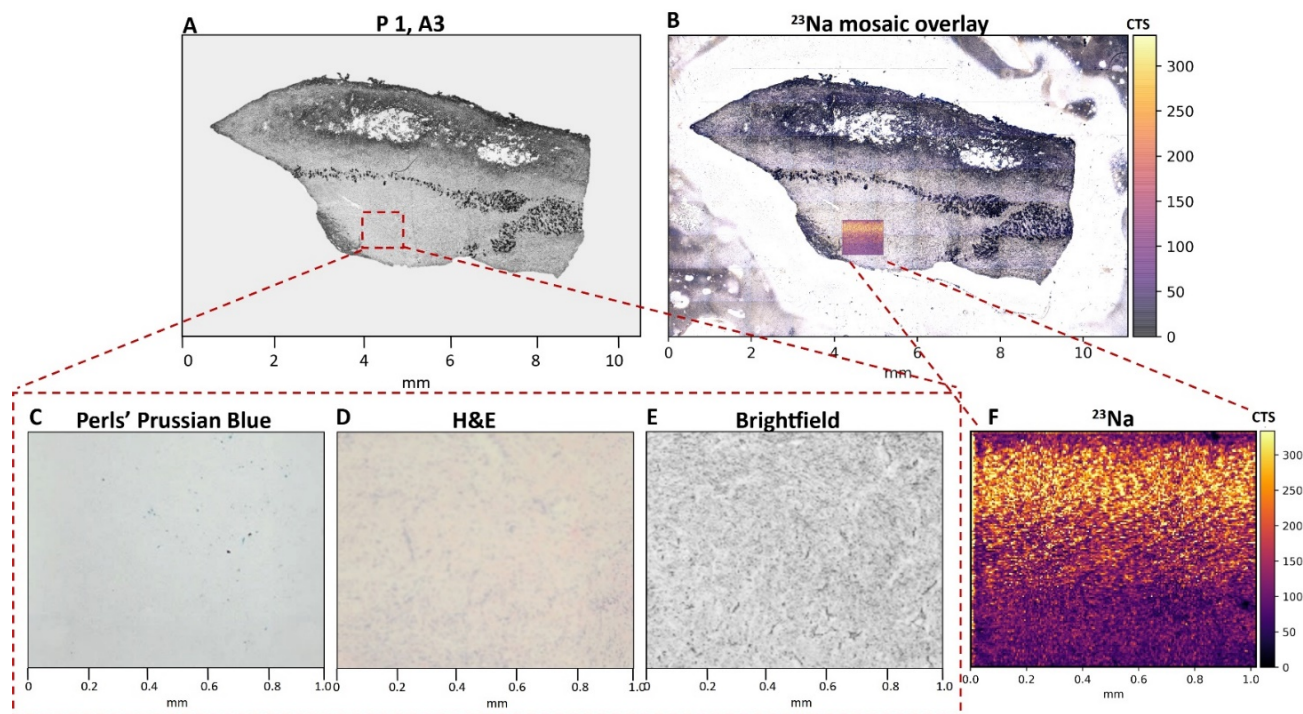 A
P 1, A3
B
²³Na mosaic overlay
CTS
300
250
200
150
100
50
0
0 2 4 6 8 10
mm
0 2 4 6 8 10
mm
C
Perls’ Prussian Blue
D
H&E
E
Brightfield
F
²³Na
CTS
300
250
200
150
100
50
0
0 0.2 0.4 0.6 0.8 1.0
mm
0 0.2 0.4 0.6 0.8 1.0
mm
0 0.2 0.4 0.6 0.8 1.0
mm
0.0 0.2 0.4 0.6 0.8 1.0
mm